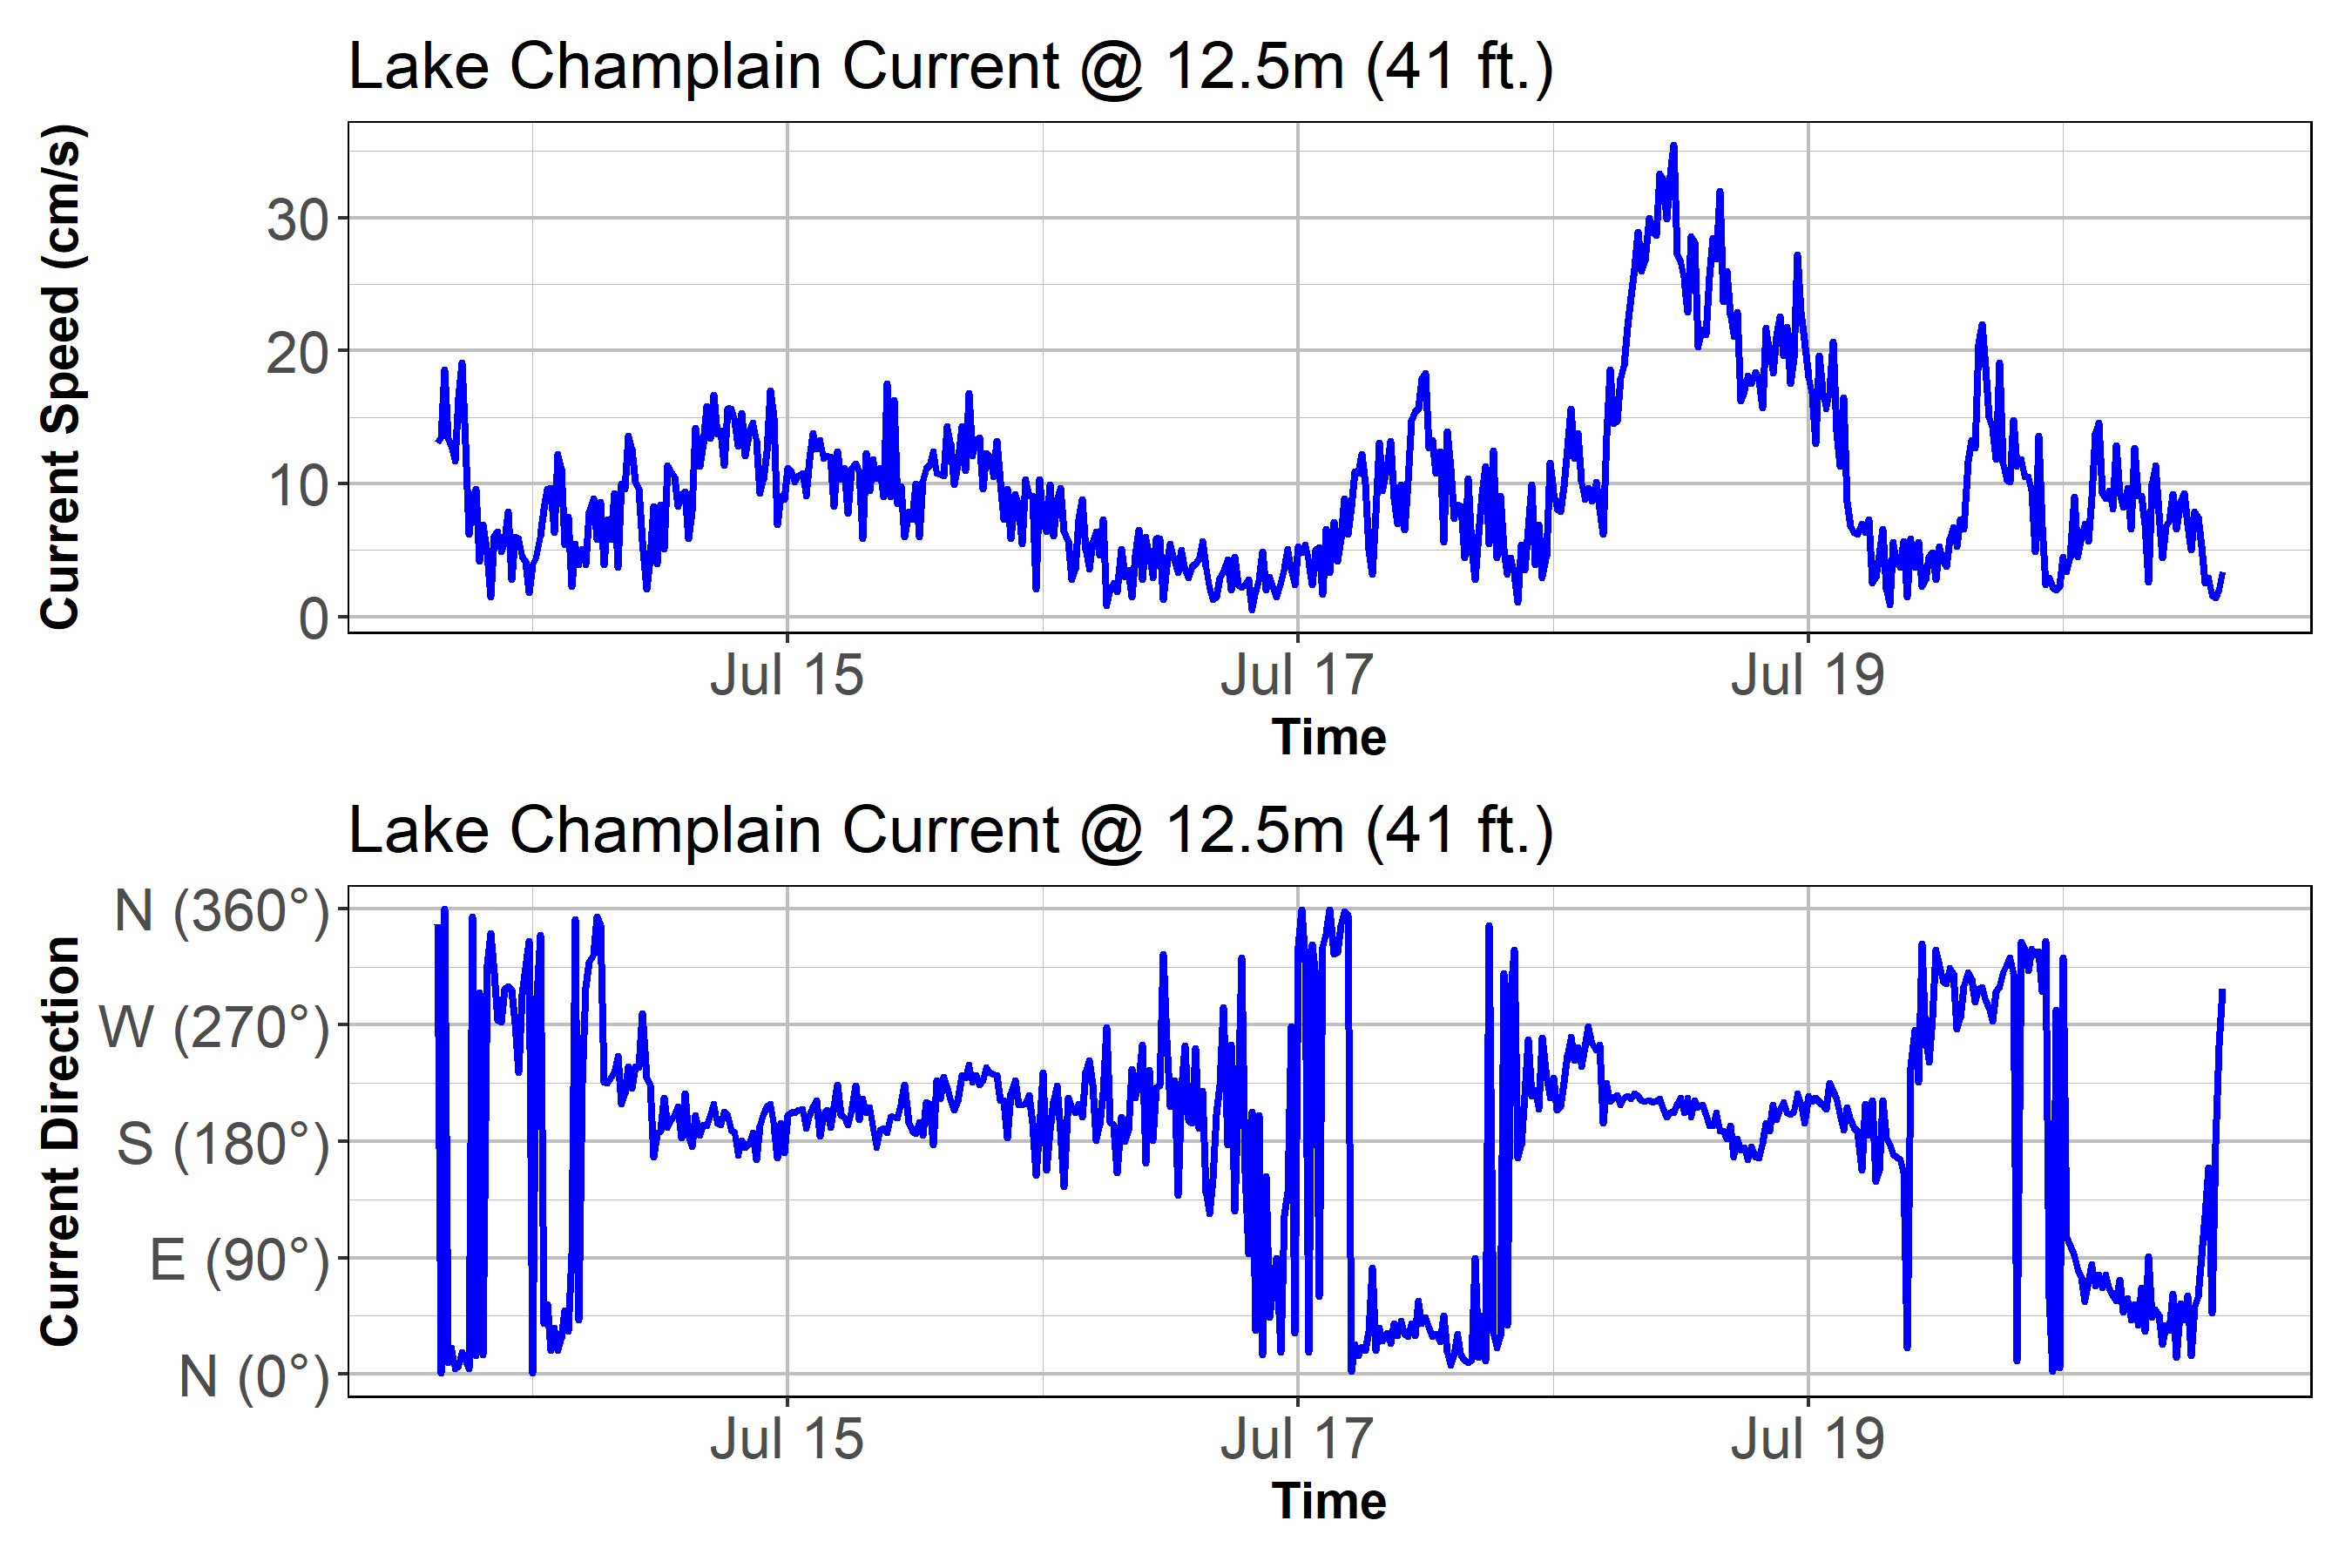 Lake Champlain Current @ 12.5m (41 ft.)
Current Speed (cm/s)
30
20
10
0
Jul 15 Jul 17 Jul 19
Time
Lake Champlain Current @ 12.5m (41 ft.)
Current Direction
N (360°)
W (270°)
S (180°)
E (90°)
N (0°)
Jul 15 Jul 17 Jul 19
Time